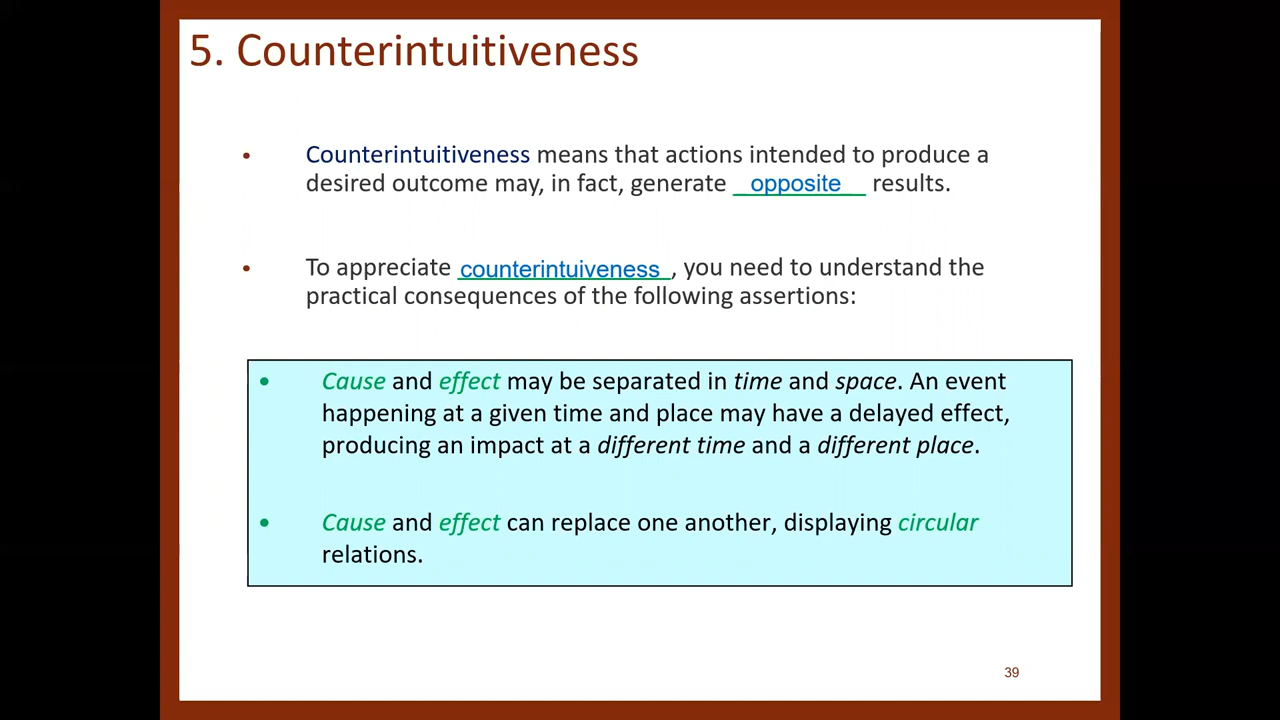 5. Counterintuitiveness
• Counterintuitiveness means that actions intended to produce a
desired outcome may, in fact, generate _opposite_ results.
• To appreciate counterintuiveness_, you need to understand the
practical consequences of the following assertions:
• Cause and effect may be separated in time and space. An event
happening at a given time and place may have a delayed effect,
producing an impact at a different time and a different place.
• Cause and effect can replace one another, displaying circular
relations.
39